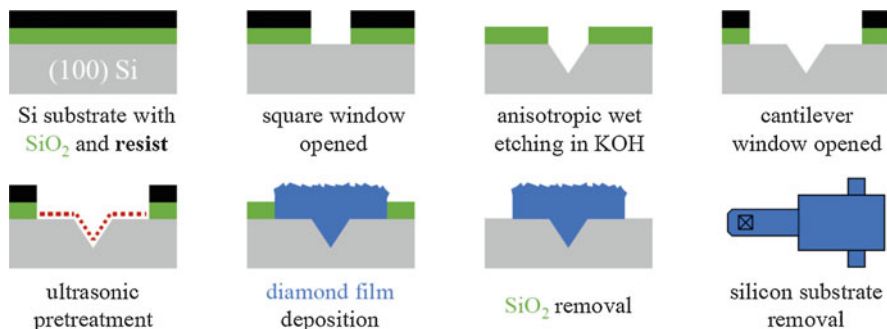 (100) Si
Si substrate with
SiO₂ and resist
square window
opened
anisotropic wet
etching in KOH
cantilever
window opened
ultrasonic
pretreatment
diamond film
deposition
SiO₂ removal
silicon substrate
removal